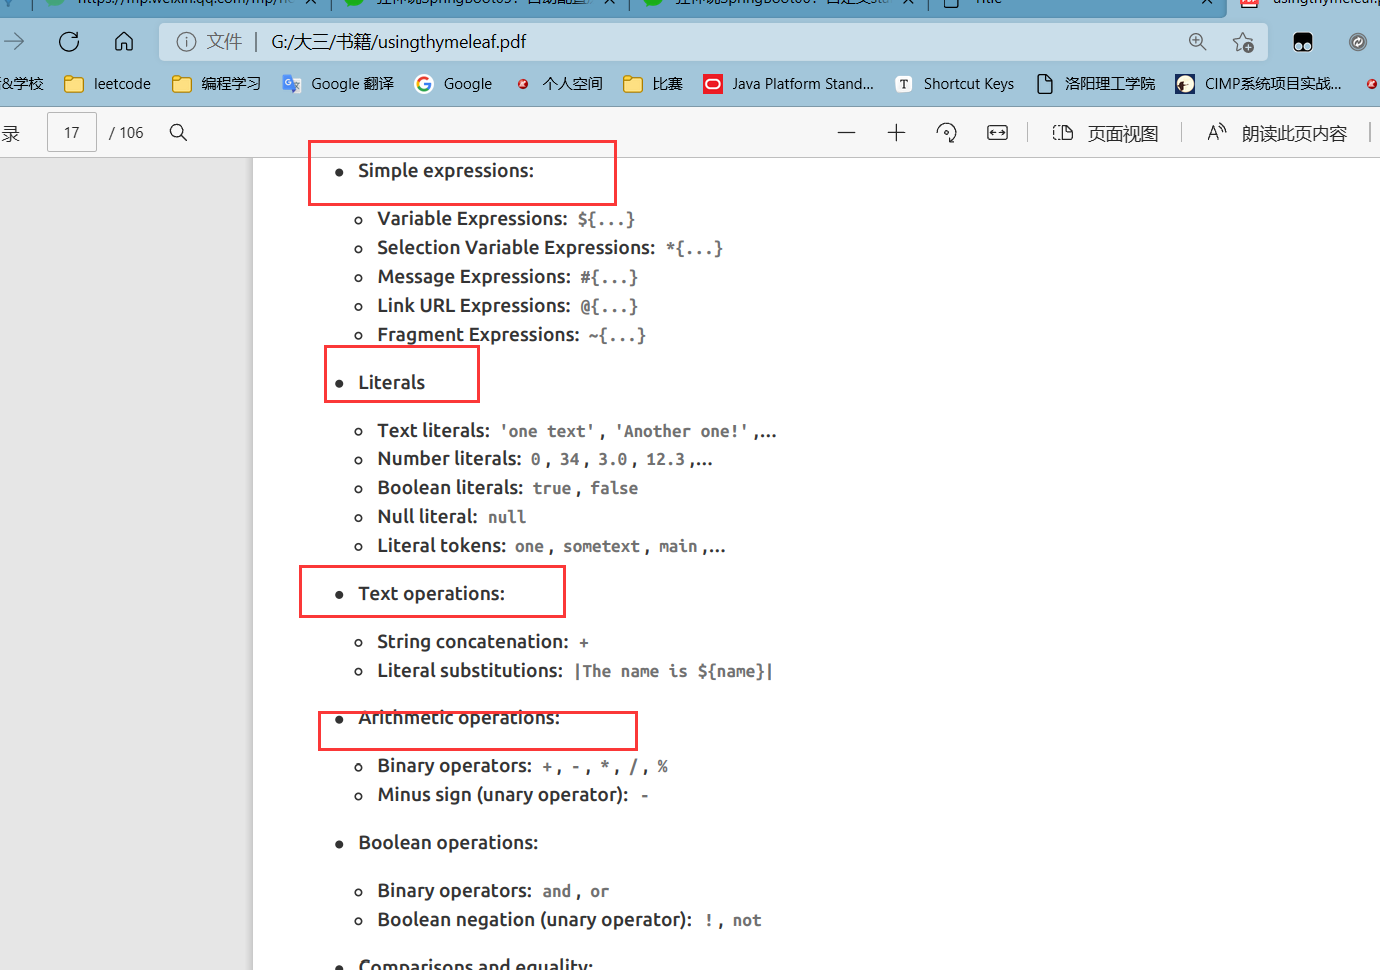 文件 G:/大三/书籍/usingthymeleaf.pdf
&学校 leetcode 编程学习 Google 翻译 Google 个人空间 比赛 Java Platform Stand... Shortcut Keys 洛阳理工学院 CIMP系统项目实战...
录 17 / 106 页面视图 朗读此页内容
• Simple expressions:
Variable Expressions: ${...}
Selection Variable Expressions: *{...}
Message Expressions: #{...}
Link URL Expressions: @{...}
Fragment Expressions: ~{...}
• Literals
Text literals: 'one text' , 'Another one!' ,…
Number literals: 0 , 34 , 3.0 , 12.3 ,…
Boolean literals: true , false
Null literal: null
Literal tokens: one , sometext , main ,…
• Text operations:
String concatenation: +
Literal substitutions: |The name is ${name}|
• Arithmetic operations:
Binary operators: + , - , * , / , %
Minus sign (unary operator): -
• Boolean operations:
Binary operators: and , or
Boolean negation (unary operator): ! , not
• Comparisons and equality: